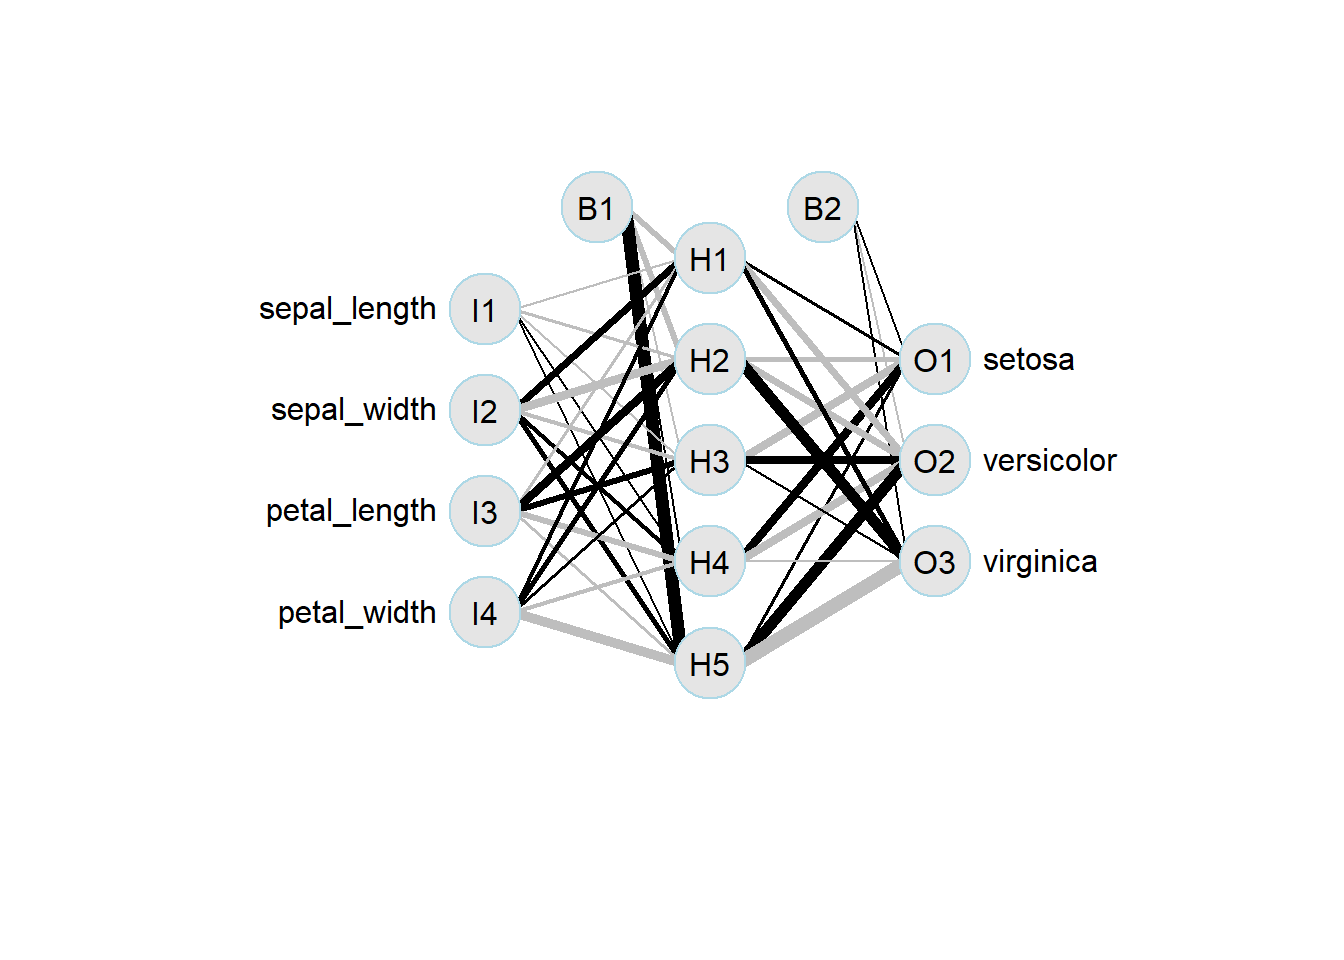 B1
B2
H1
sepal_length
I1
H2
O1
setosa
sepal_width
I2
H3
O2
versicolor
petal_length
I3
H4
O3
virginica
petal_width
I4
H5